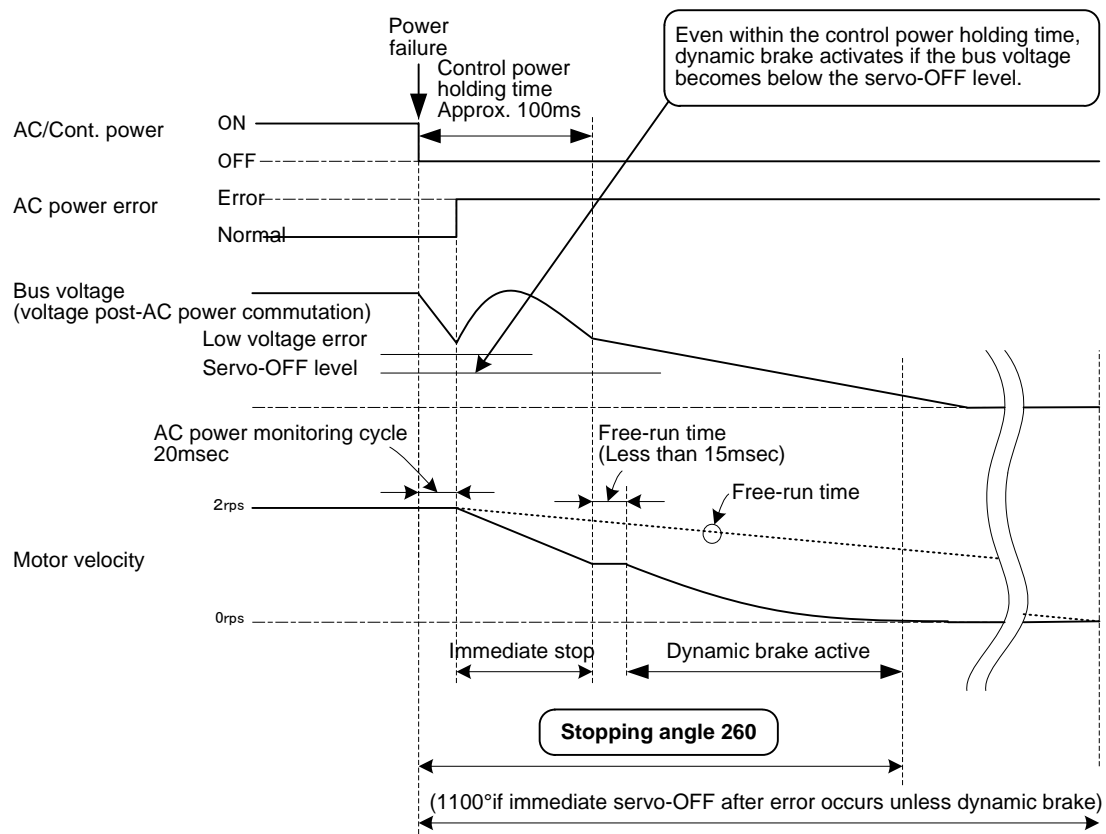 Power
failure
Control power
holding time
Approx. 100ms
Even within the control power holding time,
dynamic brake activates if the bus voltage
becomes below the servo-OFF level.
AC/Cont. power
ON
OFF
AC power error
Error
Normal
Bus voltage
(voltage post-AC power commutation)
Low voltage error
Servo-OFF level
AC power monitoring cycle
20msec
Free-run time
(Less than 15msec)
Free-run time
2rps
Motor velocity
0rps
Immediate stop
Dynamic brake active
Stopping angle 260
(1100°if immediate servo-OFF after error occurs unless dynamic brake)